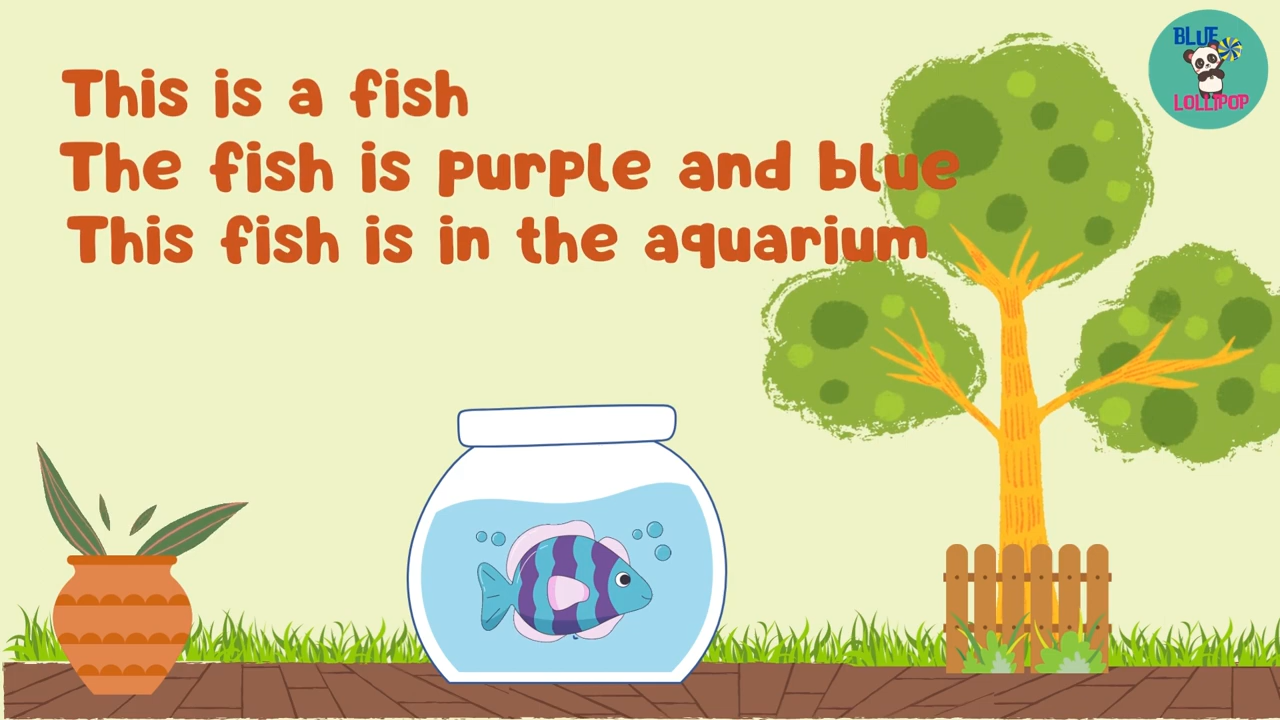 This is a fish
The fish is purple and blue
This fish is in the aquarium
BLUE
LOLLIPOP